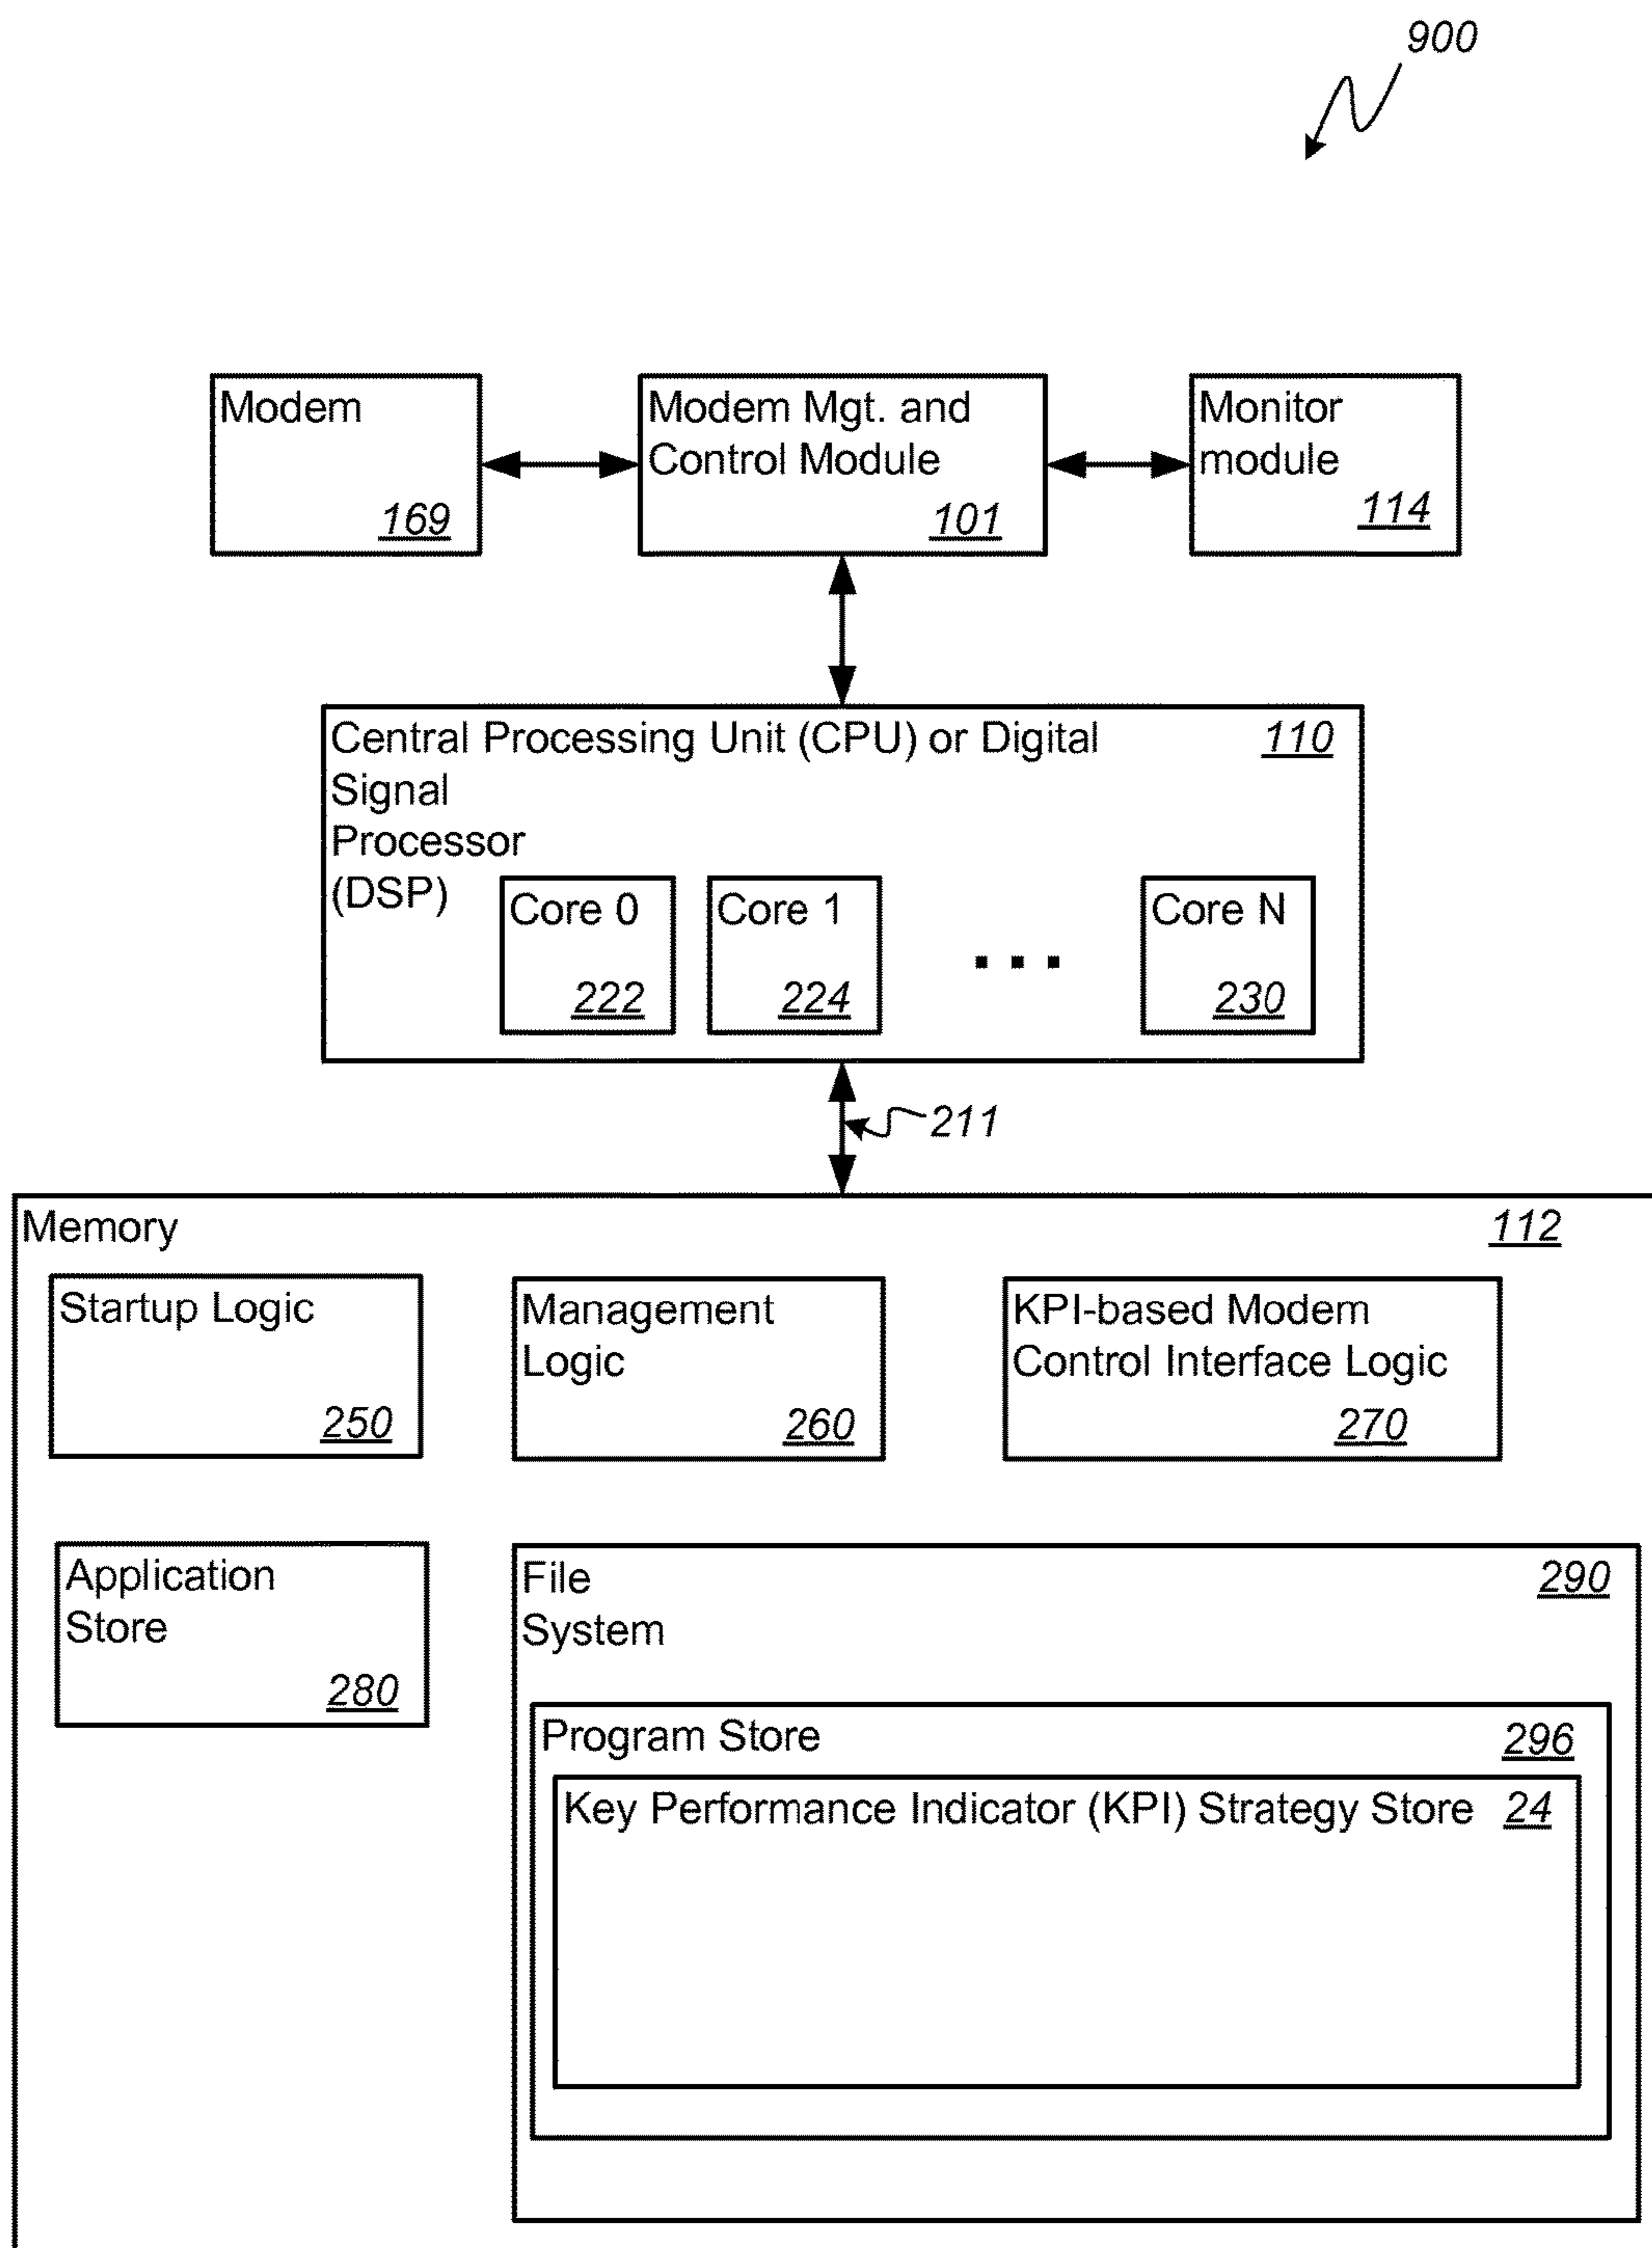 900
Modem
169
Modem Mgt. and
Control Module
101
Monitor
module
114
Central Processing Unit (CPU) or Digital
Signal
Processor
(DSP)
110
Core 0
222
Core 1
224
...
Core N
230
211
Memory
112
Startup Logic
250
Management
Logic
260
KPI-based Modem
Control Interface Logic
270
Application
Store
280
File
System
290
Program Store
296
Key Performance Indicator (KPI) Strategy Store
24